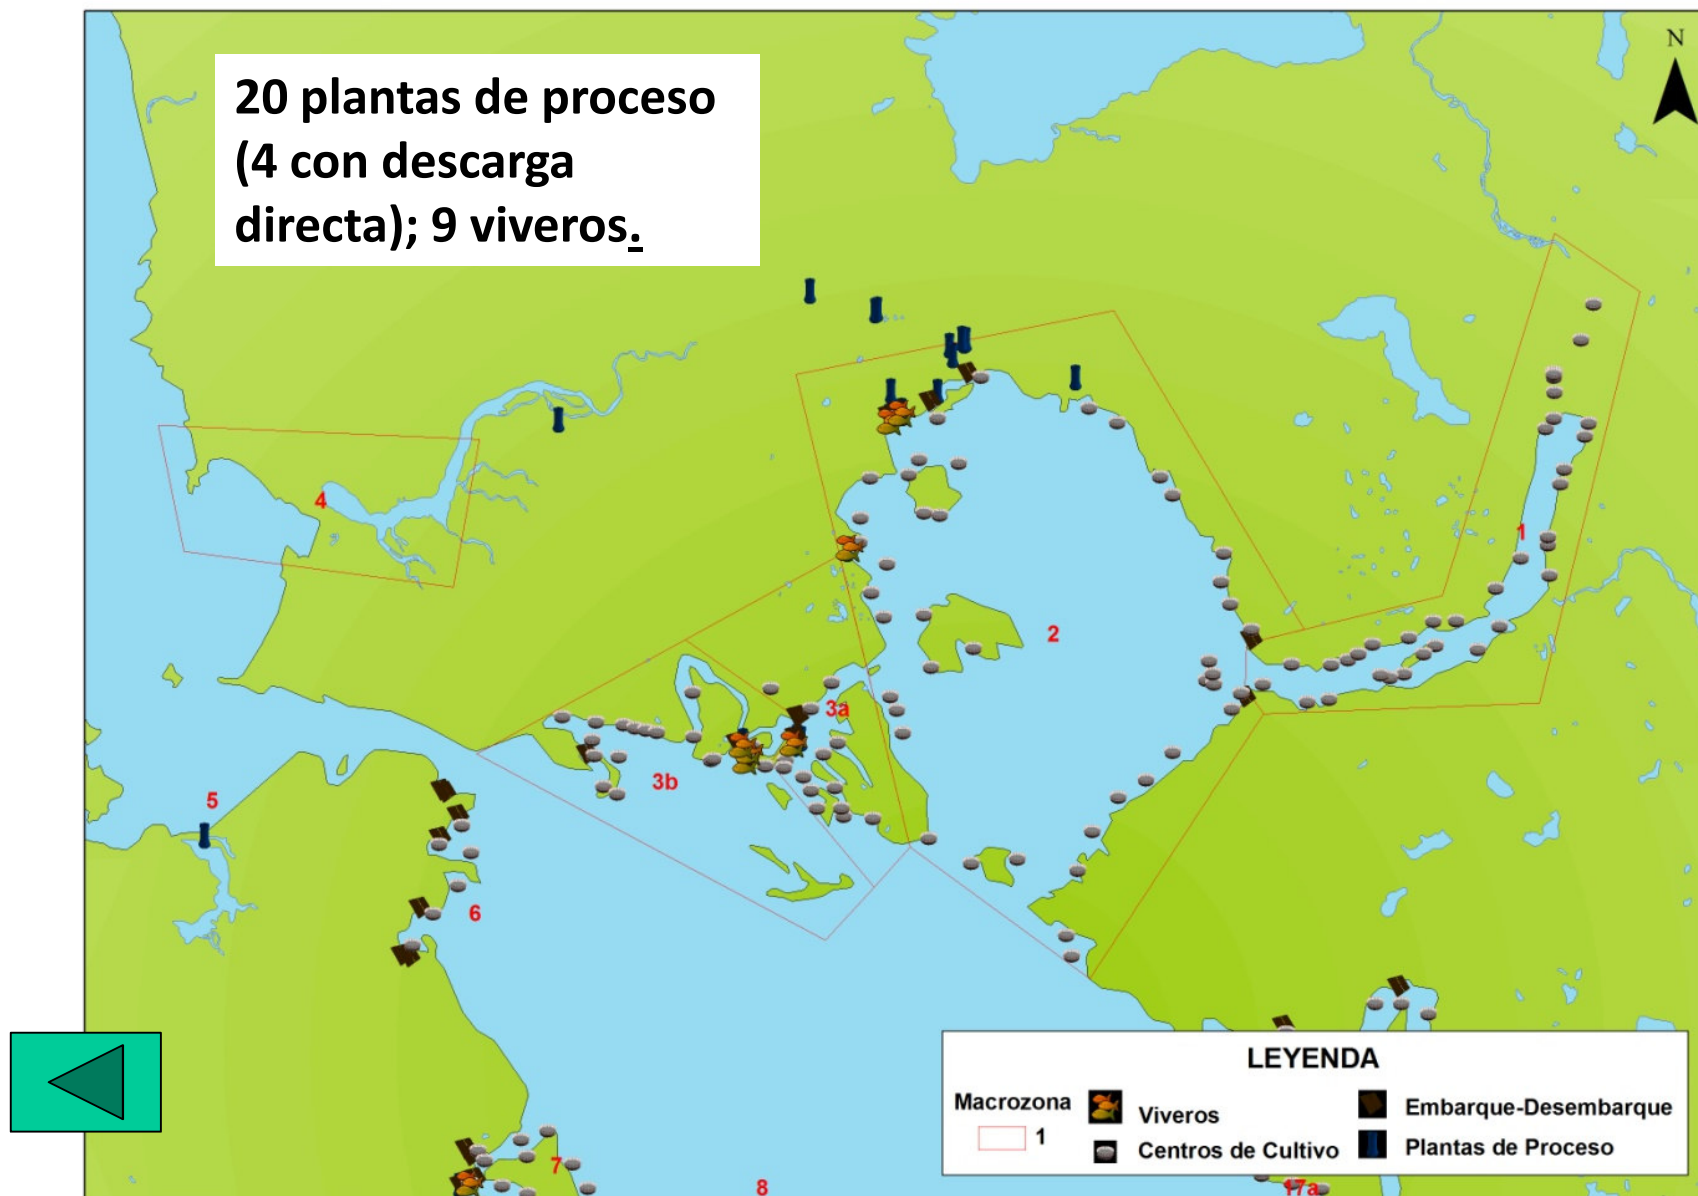 20 plantas de proceso
(4 con descarga
directa); 9 viveros.
N
1
4
2
3a
3b
5
6
7
8
17a
LEYENDA
Macrozona
1
Viveros
Centros de Cultivo
Embarque-Desembarque
Plantas de Proceso